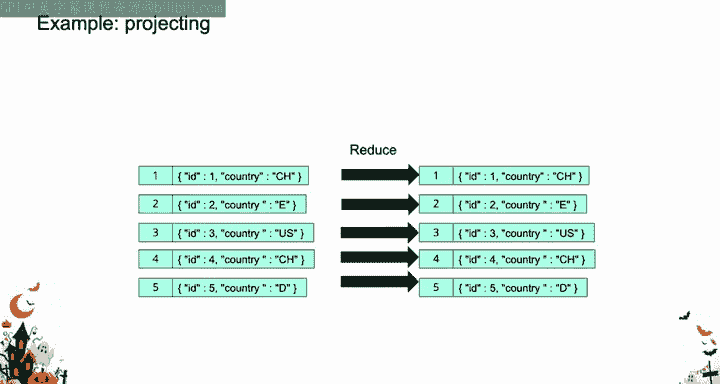 Example: projecting
Reduce
1 { "id" : 1, "country" : "CH" } 1 { "id" : 1, "country" : "CH" }
2 { "id" : 2, "country " : "E" } 2 { "id" : 2, "country " : "E" }
3 { "id" : 3, "country " : "US" } 3 { "id" : 3, "country " : "US" }
4 { "id" : 4, "country " : "CH" } 4 { "id" : 4, "country " : "CH" }
5 { "id" : 5, "country " : "D" } 5 { "id" : 5, "country " : "D" }